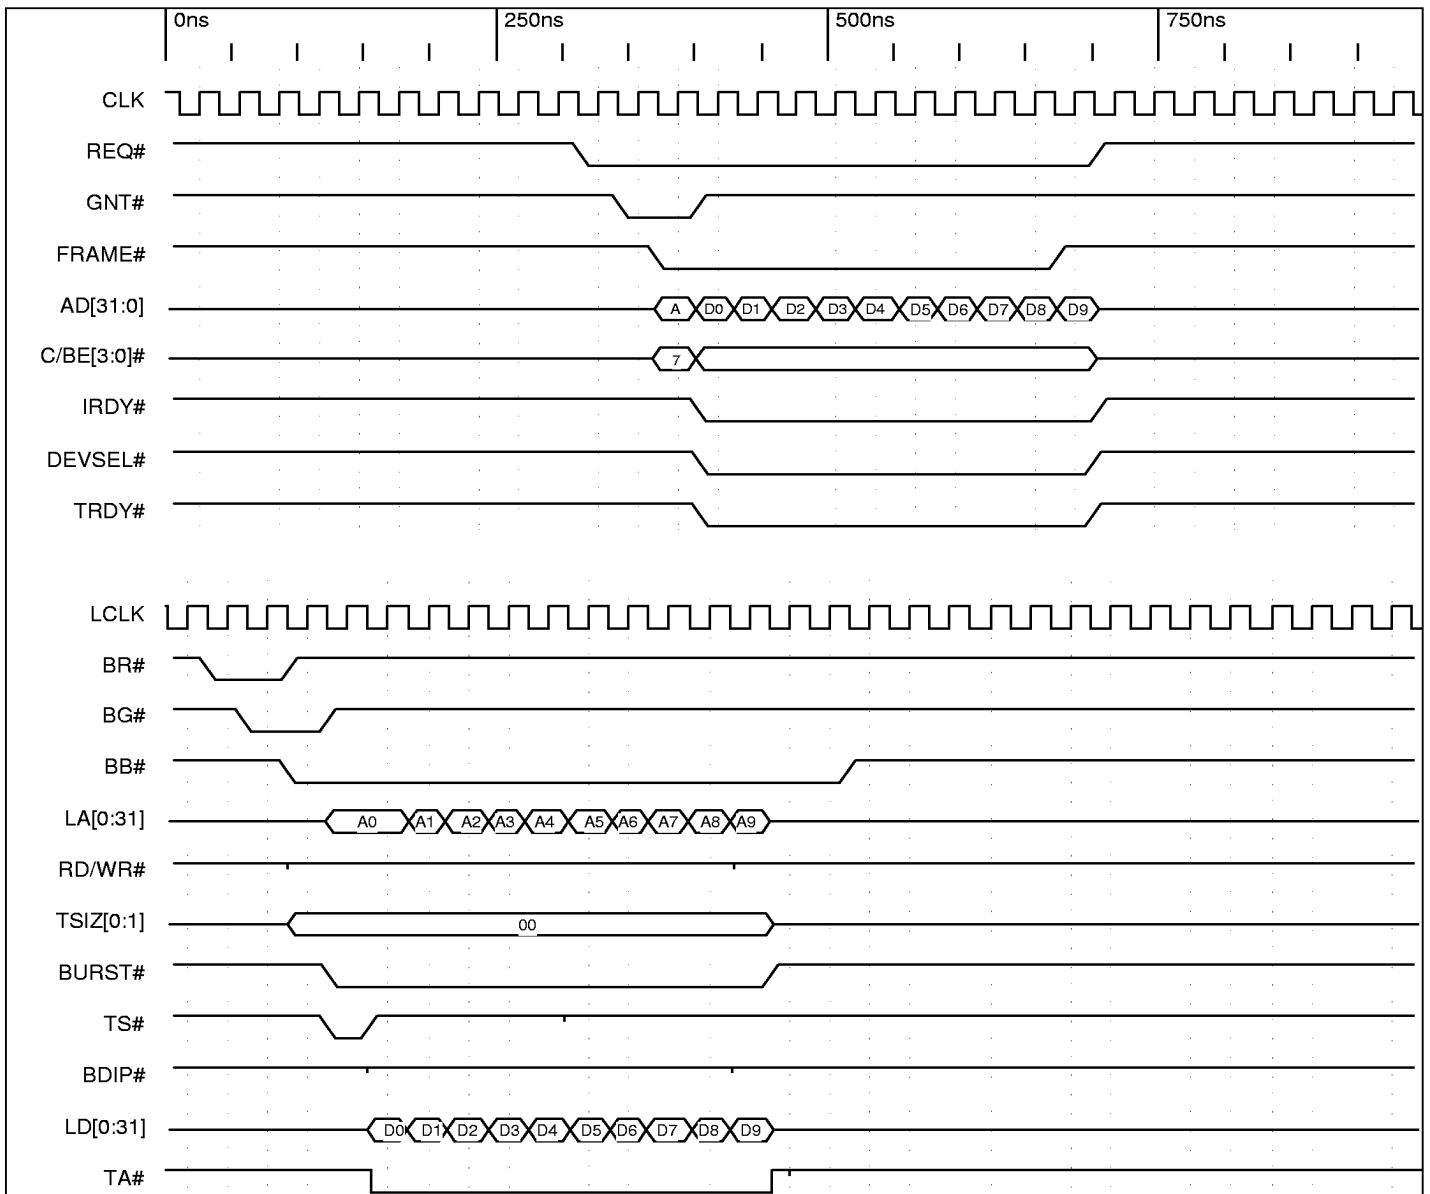 0ns 250ns 500ns 750ns
CLK
REQ#
GNT#
FRAME#
AD[31:0] A D0 D1 D2 D3 D4 D5 D6 D7 D8 D9
C/BE[3:0]# 7
IRDY#
DEVSEL#
TRDY#
LCLK
BR#
BG#
BB#
LA[0:31] A0 A1 A2 A3 A4 A5 A6 A7 A8 A9
RD/WR#
TSIZ[0:1] 00
BURST#
TS#
BDIP#
LD[0:31] D0 D1 D2 D3 D4 D5 D6 D7 D8 D9
TA#